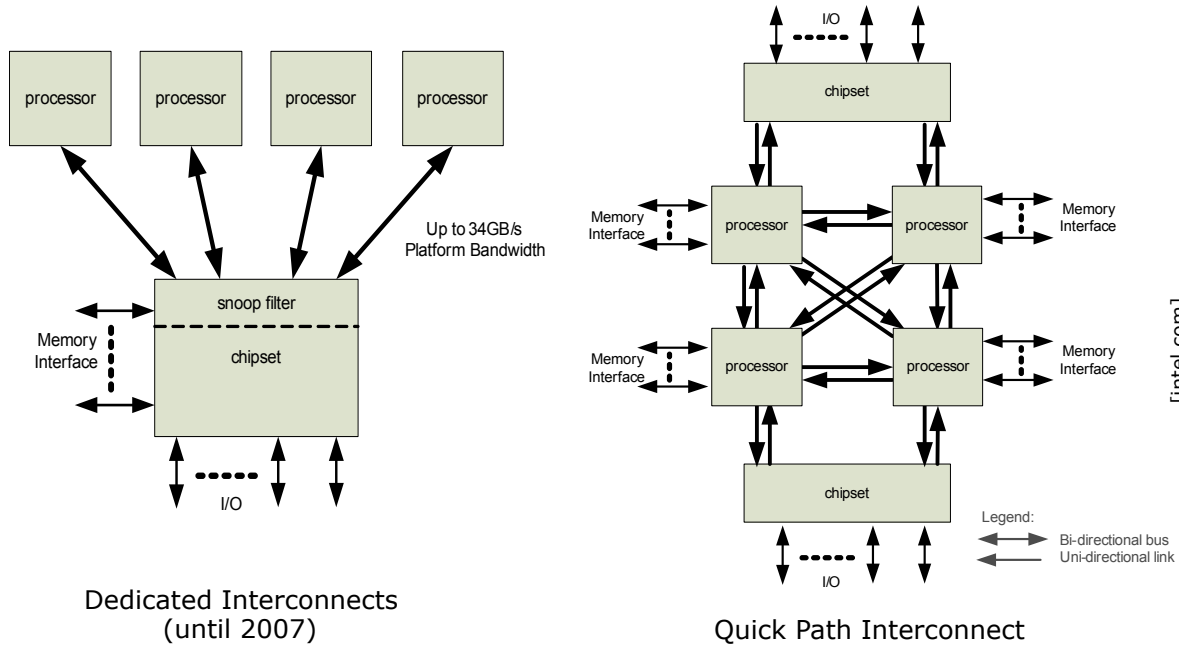 processor
processor
processor
processor
Up to 34GB/s
Platform Bandwidth
snoop filter
chipset
Memory
Interface
I/O
Dedicated Interconnects
(until 2007)
I/O
chipset
Memory
Interface
processor
processor
Memory
Interface
Memory
Interface
processor
processor
Memory
Interface
chipset
I/O
Legend:
Bi-directional bus
Uni-directional link
Quick Path Interconnect
[intel.com]